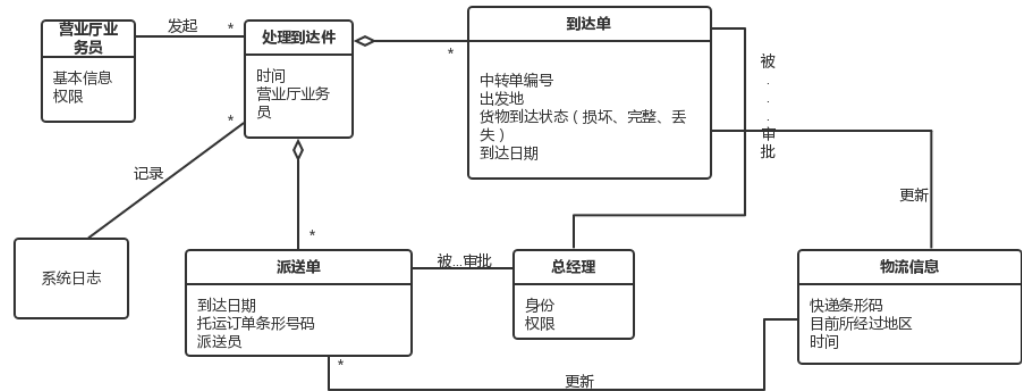 营业厅业
务员
基本信息
权限
发起
*
*
处理到达件
时间
营业厅业务
员
*
到达单
中转单编号
出发地
货物到达状态（损坏、完整、丢
失）
到达日期
被
.
.
.
审
批
更新
记录
系统日志
*
派送单
到达日期
托运订单条形号码
派送员
被...审批
总经理
身份
权限
物流信息
快递条形码
目前所经过地区
时间
*
更新